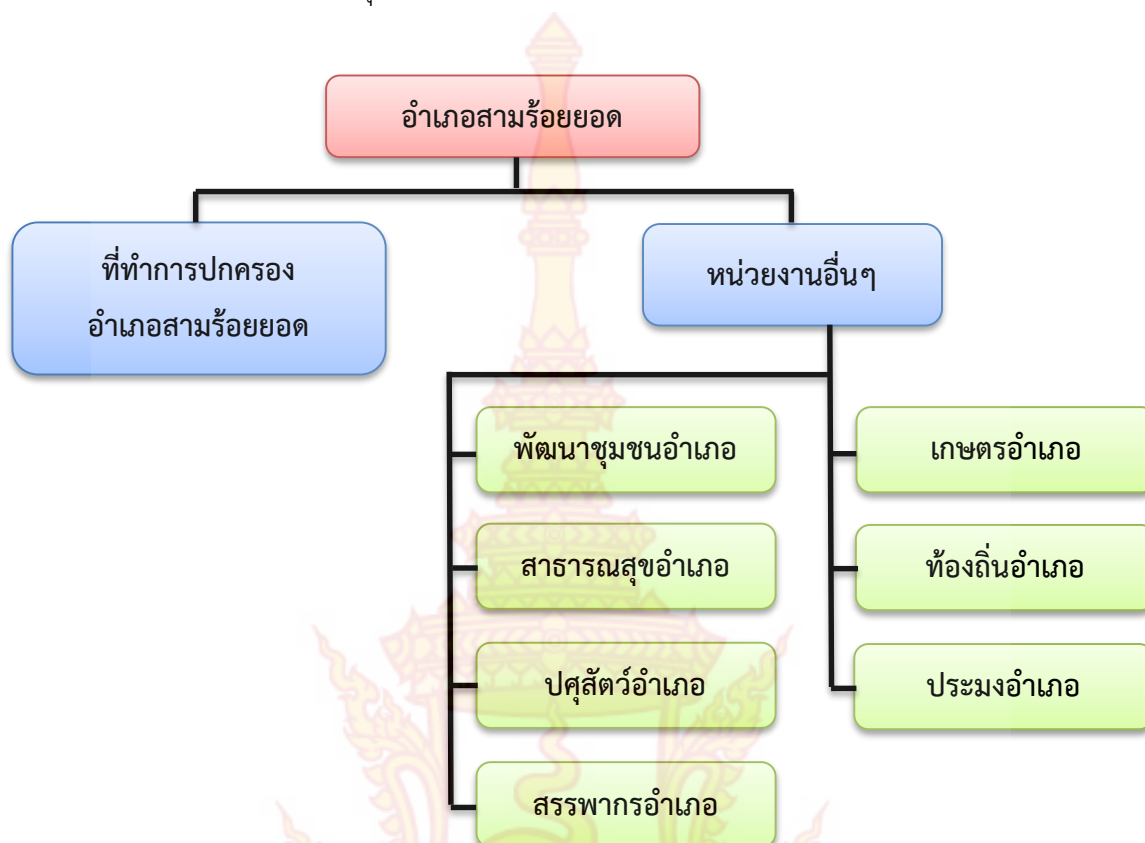 อำเภอสามร้อยยอด
ที่ทำการปกครอง
อำเภอสามร้อยยอด
หน่วยงานอื่นๆ
พัฒนาชุมชนอำเภอ
เกษตรอำเภอ
สาธารณสุขอำเภอ
ท้องถิ่นอำเภอ
ปศุสัตว์อำเภอ
ประมงอำเภอ
สรรพากรอำเภอ